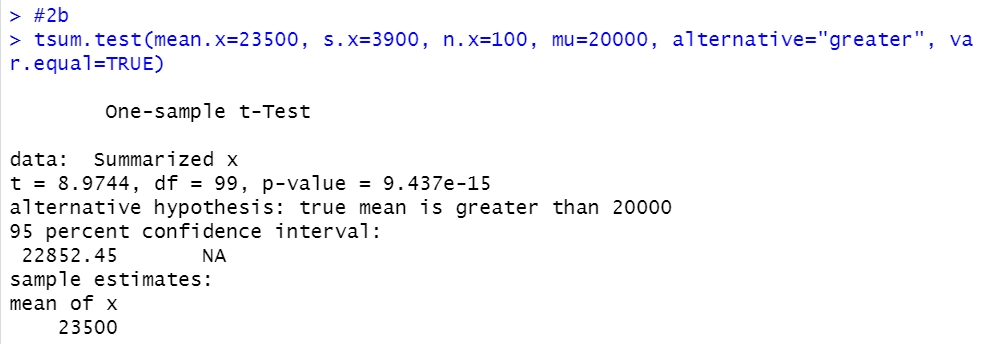 > #2b
> tsum.test(mean.x=23500, s.x=3900, n.x=100, mu=20000, alternative="greater", va
r.equal=TRUE)
One-sample t-Test
data:  Summarized x
t = 8.9744, df = 99, p-value = 9.437e-15
alternative hypothesis: true mean is greater than 20000
95 percent confidence interval:
 22852.45       NA
sample estimates:
mean of x
    23500